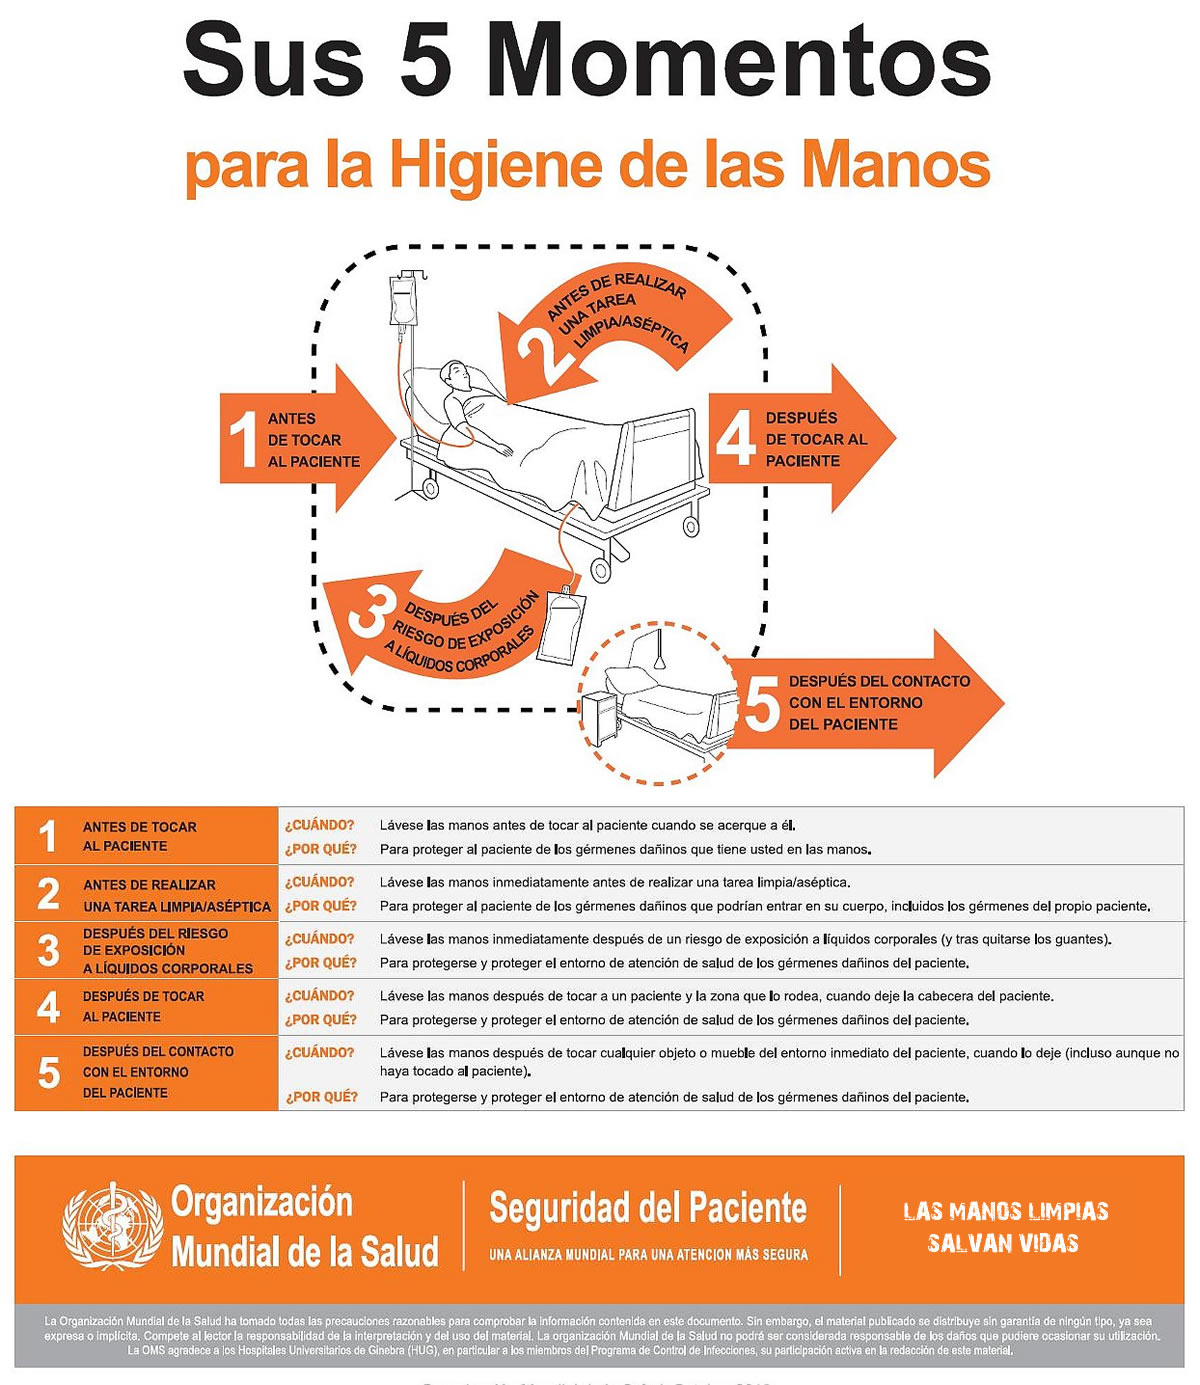 Sus 5 Momentos
para la Higiene de las Manos
1 ANTES
DE TOCAR
AL PACIENTE
2 ANTES DE REALIZAR
UNA TAREA
LIMPIA/ASÉPTICA
3 DESPUÉS DEL
RIESGO DE EXPOSICIÓN
A LÍQUIDOS CORPORALES
4 DESPUÉS
DE TOCAR AL
PACIENTE
5 DESPUÉS DEL CONTACTO
CON EL ENTORNO
DEL PACIENTE
1 ANTES DE TOCAR
AL PACIENTE
¿CUÁNDO? Lávese las manos antes de tocar al paciente cuando se acerque a él.
¿POR QUÉ? Para proteger al paciente de los gérmenes dañinos que tiene usted en las manos.
2 ANTES DE REALIZAR
UNA TAREA LIMPIA/ASÉPTICA
¿CUÁNDO? Lávese las manos inmediatamente antes de realizar una tarea limpia/aséptica.
¿POR QUÉ? Para proteger al paciente de los gérmenes dañinos que podrían entrar en su cuerpo, incluidos los gérmenes del propio paciente.
3 DESPUÉS DEL RIESGO
DE EXPOSICIÓN
A LÍQUIDOS CORPORALES
¿CUÁNDO? Lávese las manos inmediatamente después de un riesgo de exposición a líquidos corporales (y tras quitarse los guantes).
¿POR QUÉ? Para protegerse y proteger el entorno de atención de salud de los gérmenes dañinos del paciente.
4 DESPUÉS DE TOCAR
AL PACIENTE
¿CUÁNDO? Lávese las manos después de tocar a un paciente y la zona que lo rodea, cuando deje la cabecera del paciente.
¿POR QUÉ? Para protegerse y proteger el entorno de atención de salud de los gérmenes dañinos del paciente.
5 DESPUÉS DEL CONTACTO
CON EL ENTORNO
DEL PACIENTE
¿CUÁNDO? Lávese las manos después de tocar cualquier objeto o mueble del entorno inmediato del paciente, cuando lo deje (incluso aunque no
haya tocado al paciente).
¿POR QUÉ? Para protegerse y proteger el entorno de atención de salud de los gérmenes dañinos del paciente.
Organización
Mundial de la Salud
Seguridad del Paciente
UNA ALIANZA MUNDIAL PARA UNA ATENCION MÁS SEGURA
LAS MANOS LIMPIAS
SALVAN VIDAS
La Organización Mundial de la Salud ha tomado todas las precauciones razonables para comprobar la información contenida en este documento. Sin embargo, el material publicado se distribuye sin garantía de ningún tipo, ya sea
expresa o implícita. Compete al lector la responsabilidad de la interpretación y del uso del material. La organización Mundial de la Salud no podrá ser considerada responsable de los daños que pudiere ocasionar su utilización.
La OMS agradece a los Hospitales Universitarios de Ginebra (HUG), en particular a los miembros del Programa de Control de Infecciones, su participación activa en la redacción de este material.